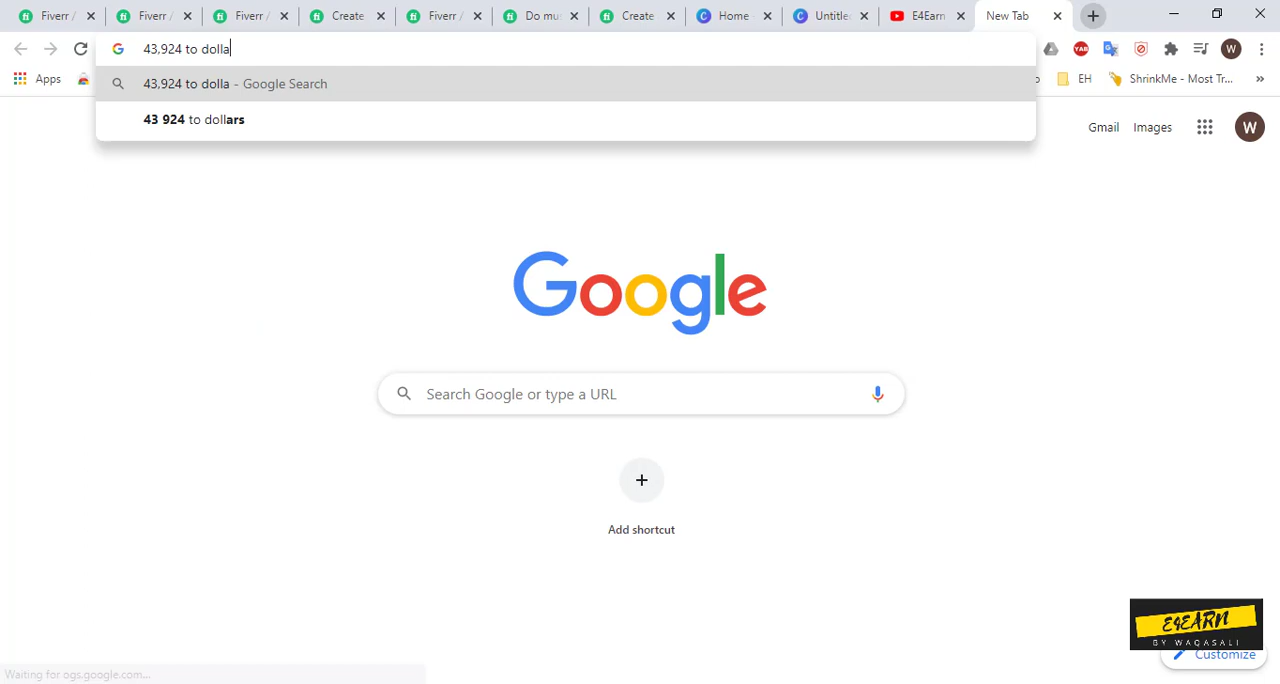 Fiverr / Fiverr / Fiverr / Create Fiverr / Do mu Create Home Untitle E4Earn New Tab
43,924 to dolla
YAB W
43,924 to dolla - Google Search
43 924 to dollars
Apps EH ShrinkMe - Most Tr... »
Gmail Images W
Google
Search Google or type a URL
Add shortcut
E4EARN
BY WAQASALI
Customize
Waiting for ogs.google.com...